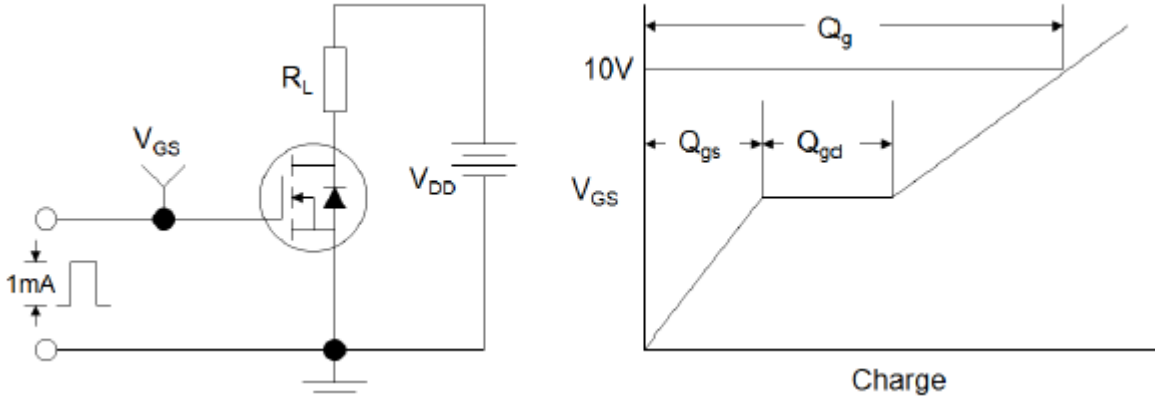 R_L
V_GS
V_DD
1mA
Q_g
10V
Q_gs
Q_gd
V_GS
Charge